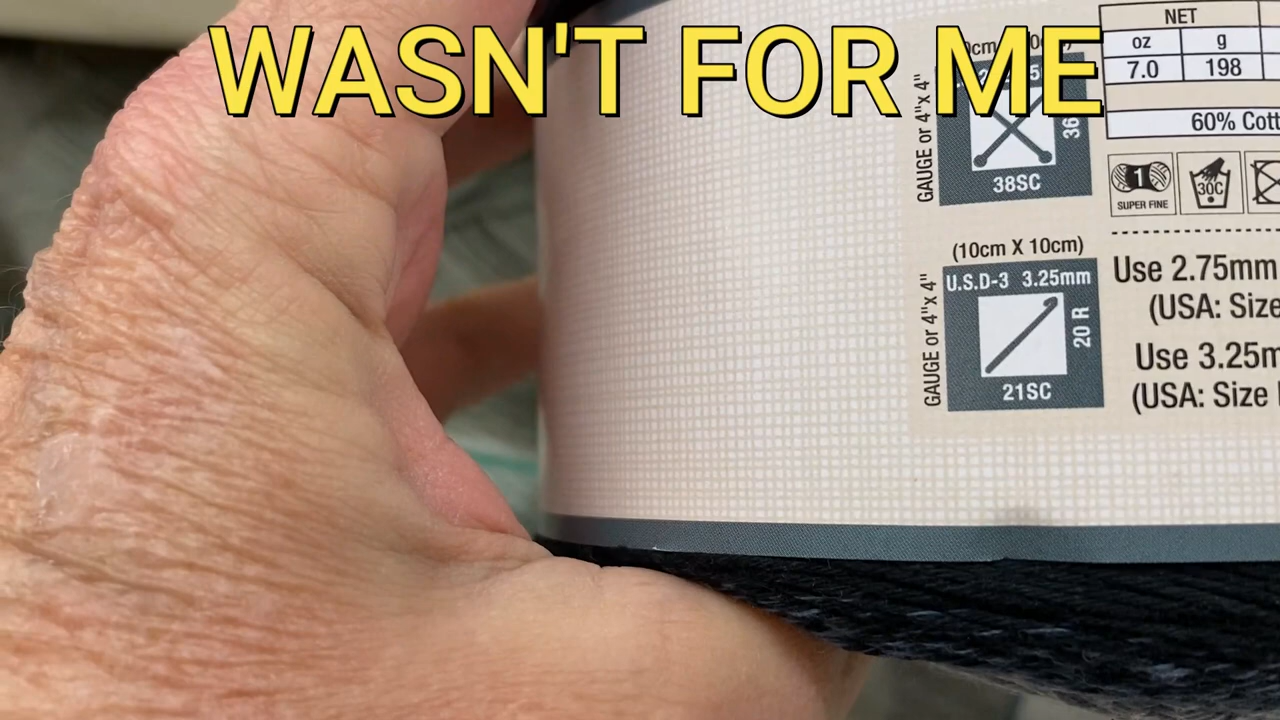 WASN'T FOR ME
NET
oz g
7.0 198
60% Cott
GAUGE or 4"x 4"
36
38SC
1
SUPER FINE
30C
(10cm X 10cm)
GAUGE or 4"x 4"
U.S.D-3 3.25mm
20 R
21SC
Use 2.75mm
(USA: Size
Use 3.25m
(USA: Size